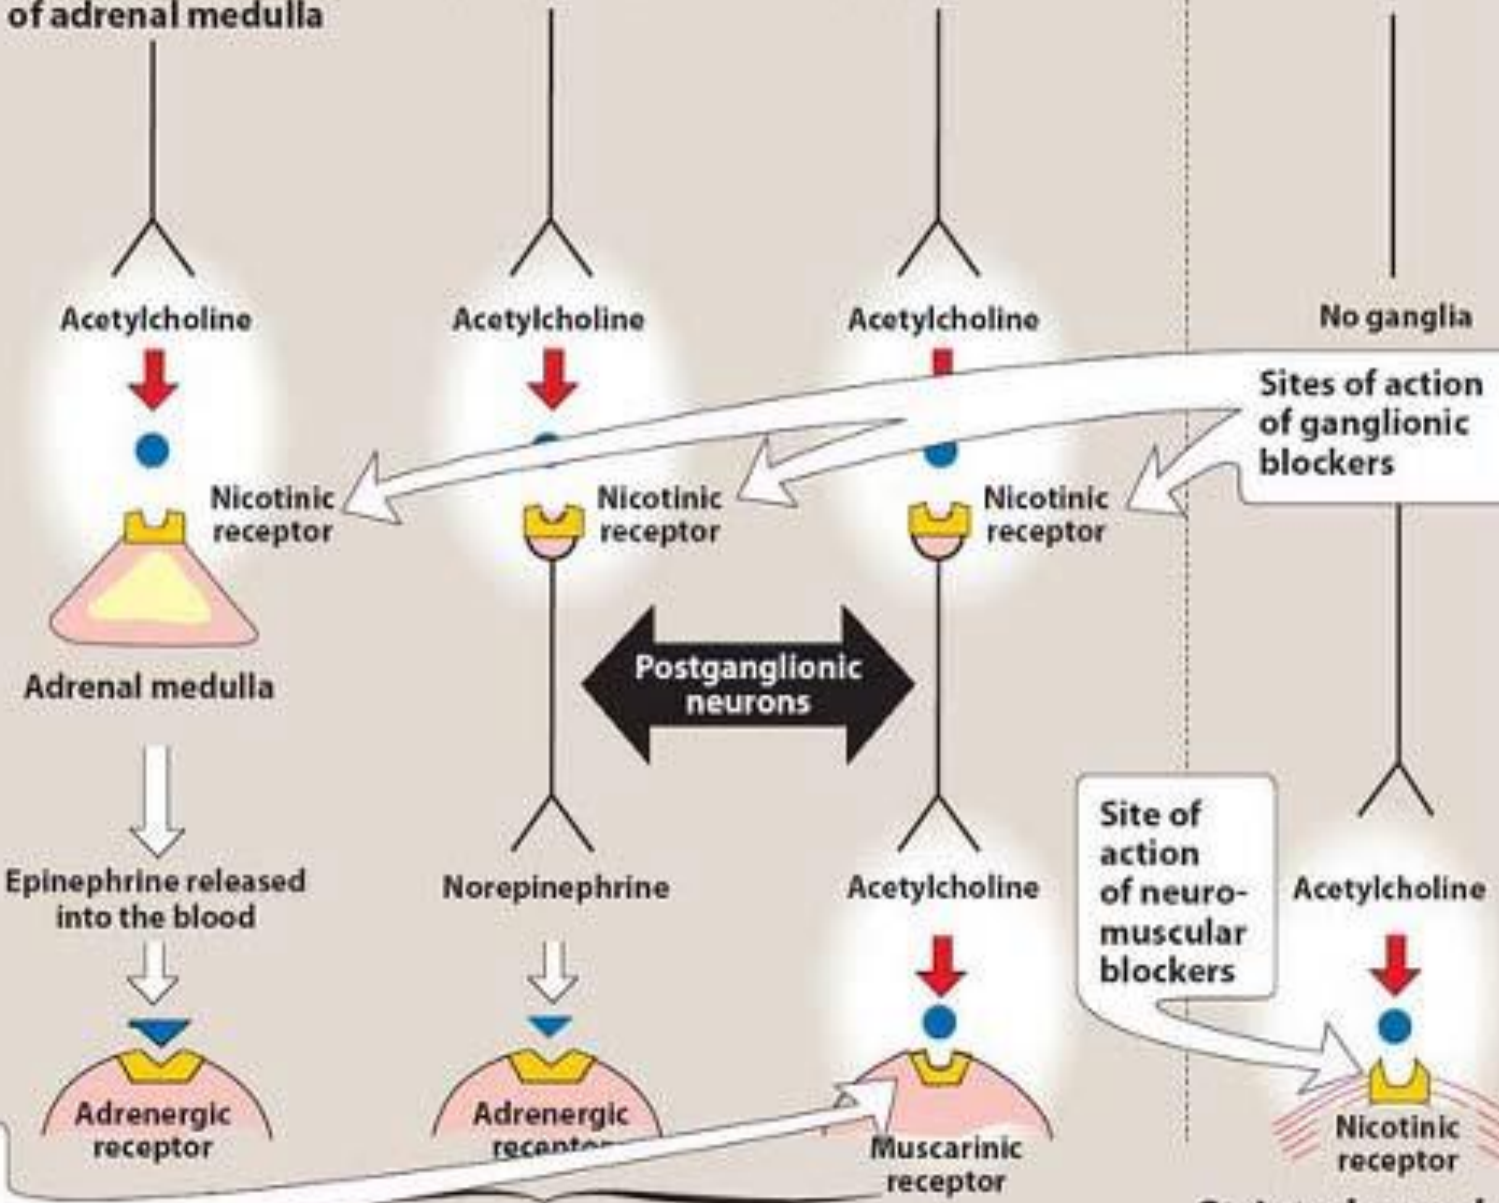 of adrenal medulla
Acetylcholine
Acetylcholine
Acetylcholine
No ganglia
Sites of action
of ganglionic
blockers
Nicotinic
receptor
Nicotinic
receptor
Nicotinic
receptor
Adrenal medulla
Postganglionic
neurons
Site of
action
of neuro-
muscular
blockers
Epinephrine released
into the blood
Norepinephrine
Acetylcholine
Acetylcholine
Adrenergic
receptor
Adrenergic
receptor
Muscarinic
receptor
Nicotinic
receptor